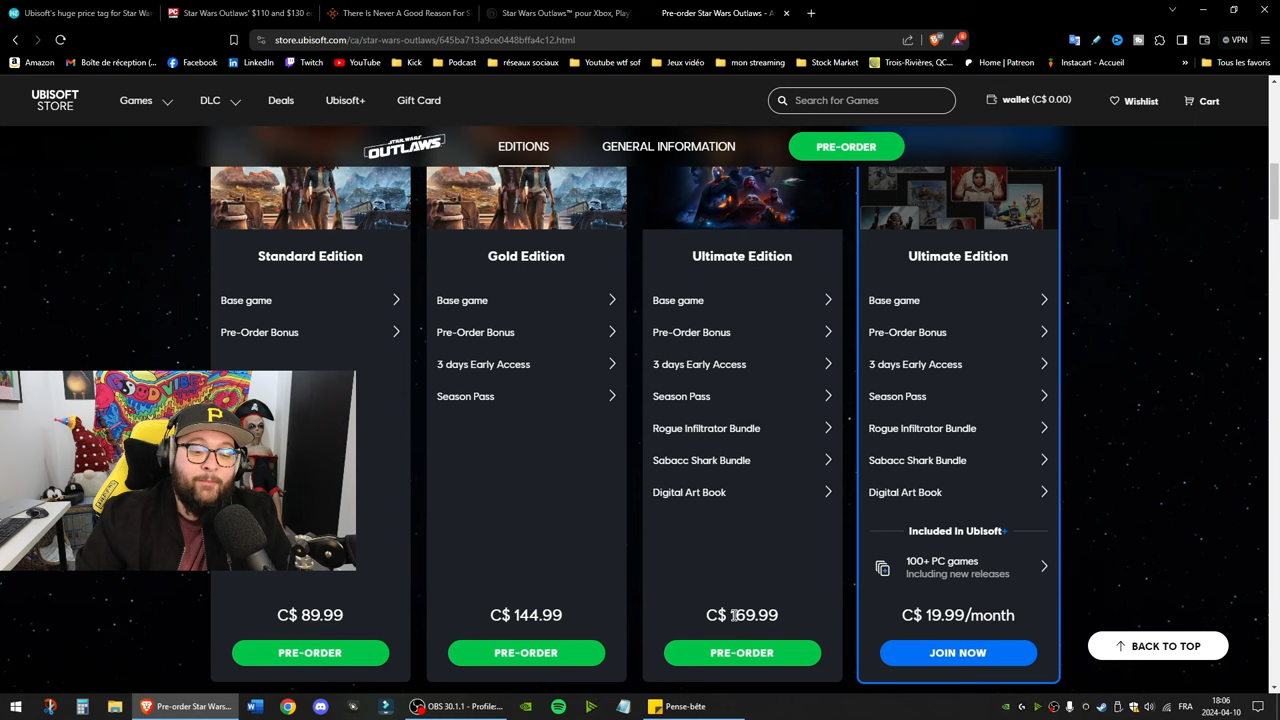 Ubisoft's huge price tag for Star War
Star Wars Outlaws' $110 and $130 e
There Is Never A Good Reason For S
Star Wars Outlaws™ pour Xbox, Play
Pre-order Star Wars Outlaws - A
store.ubisoft.com/ca/star-wars-outlaws/645ba713a9ce0448bffa4c12.html
VPN
Amazon
Boîte de réception (...
Facebook
LinkedIn
Twitch
YouTube
Kick
Podcast
réseaux sociaux
Youtube wtf sof
Jeux vidéo
mon streaming
Stock Market
Trois-Rivières, QC...
Home | Patreon
Instacart - Accueil
Tous les favoris
UBISOFT
STORE
Games
DLC
Deals
Ubisoft+
Gift Card
Search for Games
wallet (C$ 0.00)
Wishlist
Cart
STAR WARS
OUTLAWS
EDITIONS
GENERAL INFORMATION
PRE-ORDER
Standard Edition
Base game
Pre-Order Bonus
C$ 89.99
PRE-ORDER
Gold Edition
Base game
Pre-Order Bonus
3 days Early Access
Season Pass
C$ 144.99
PRE-ORDER
Ultimate Edition
Base game
Pre-Order Bonus
3 days Early Access
Season Pass
Rogue Infiltrator Bundle
Sabacc Shark Bundle
Digital Art Book
C$ 169.99
PRE-ORDER
Ultimate Edition
Base game
Pre-Order Bonus
3 days Early Access
Season Pass
Rogue Infiltrator Bundle
Sabacc Shark Bundle
Digital Art Book
Included In Ubisoft+
100+ PC games
Including new releases
C$ 19.99/month
JOIN NOW
BACK TO TOP
GOOD VIBES
P
Pre-order Star Wars...
OBS 30.1.1 - Profile:...
Pense-bête
FRA
18:06
2024-04-10